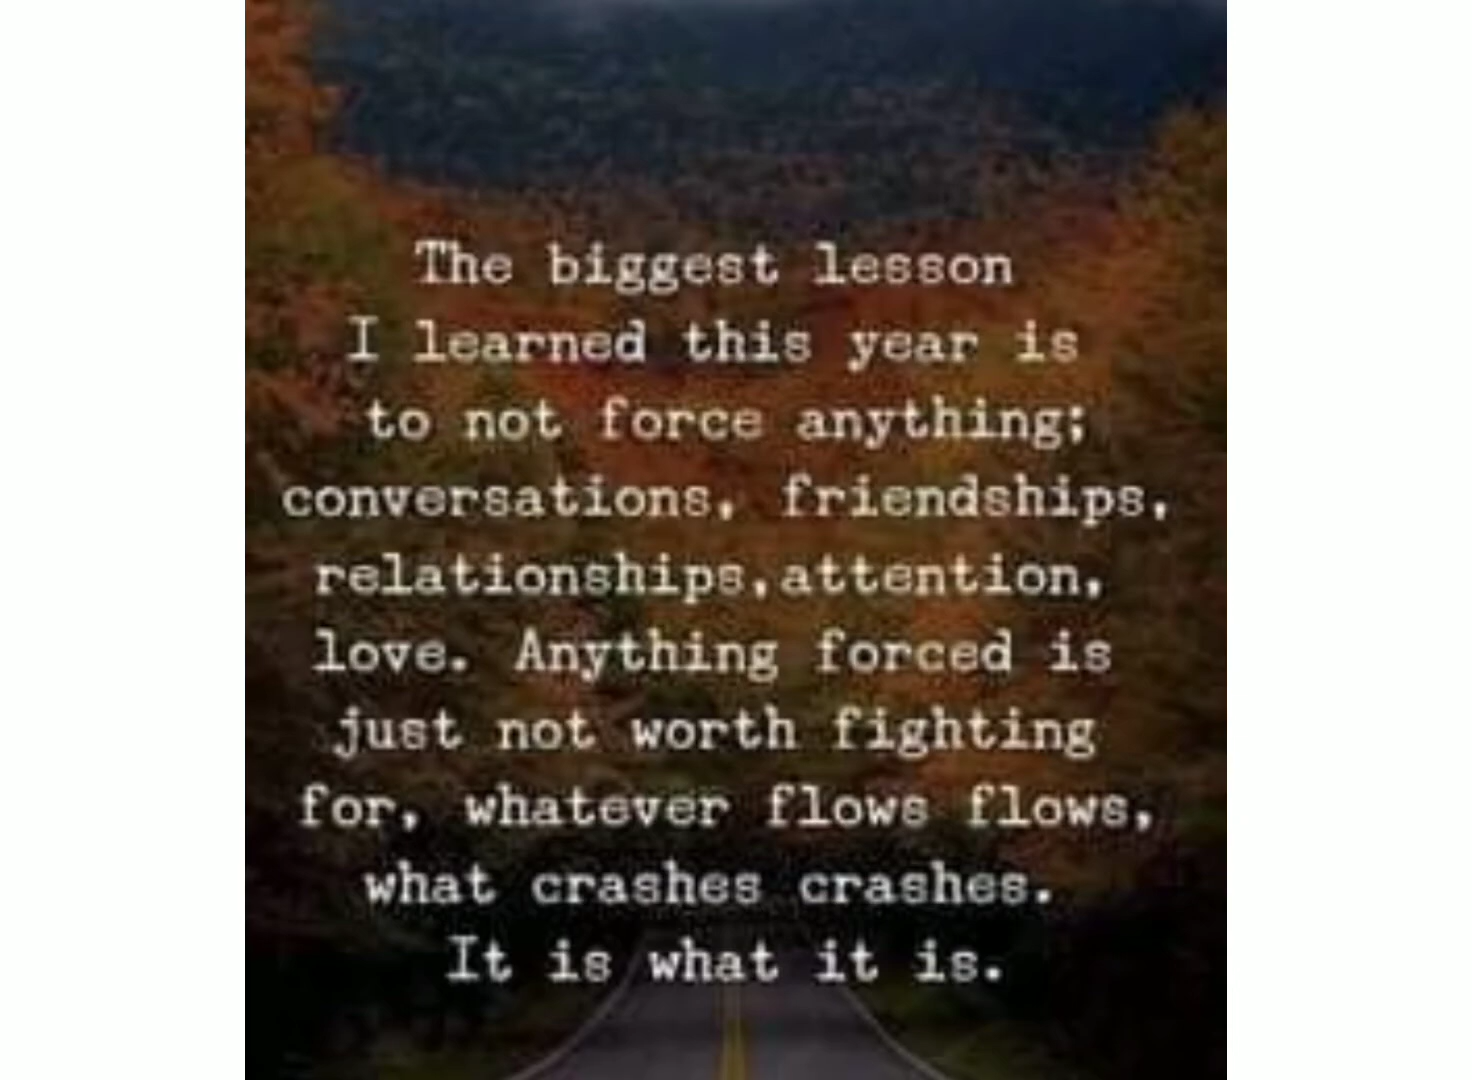 The biggest lesson
I learned this year is
to not force anything;
conversations, friendships,
relationships,attention,
love. Anything forced is
just not worth fighting
for, whatever flows flows,
what crashes crashes.
It is what it is.